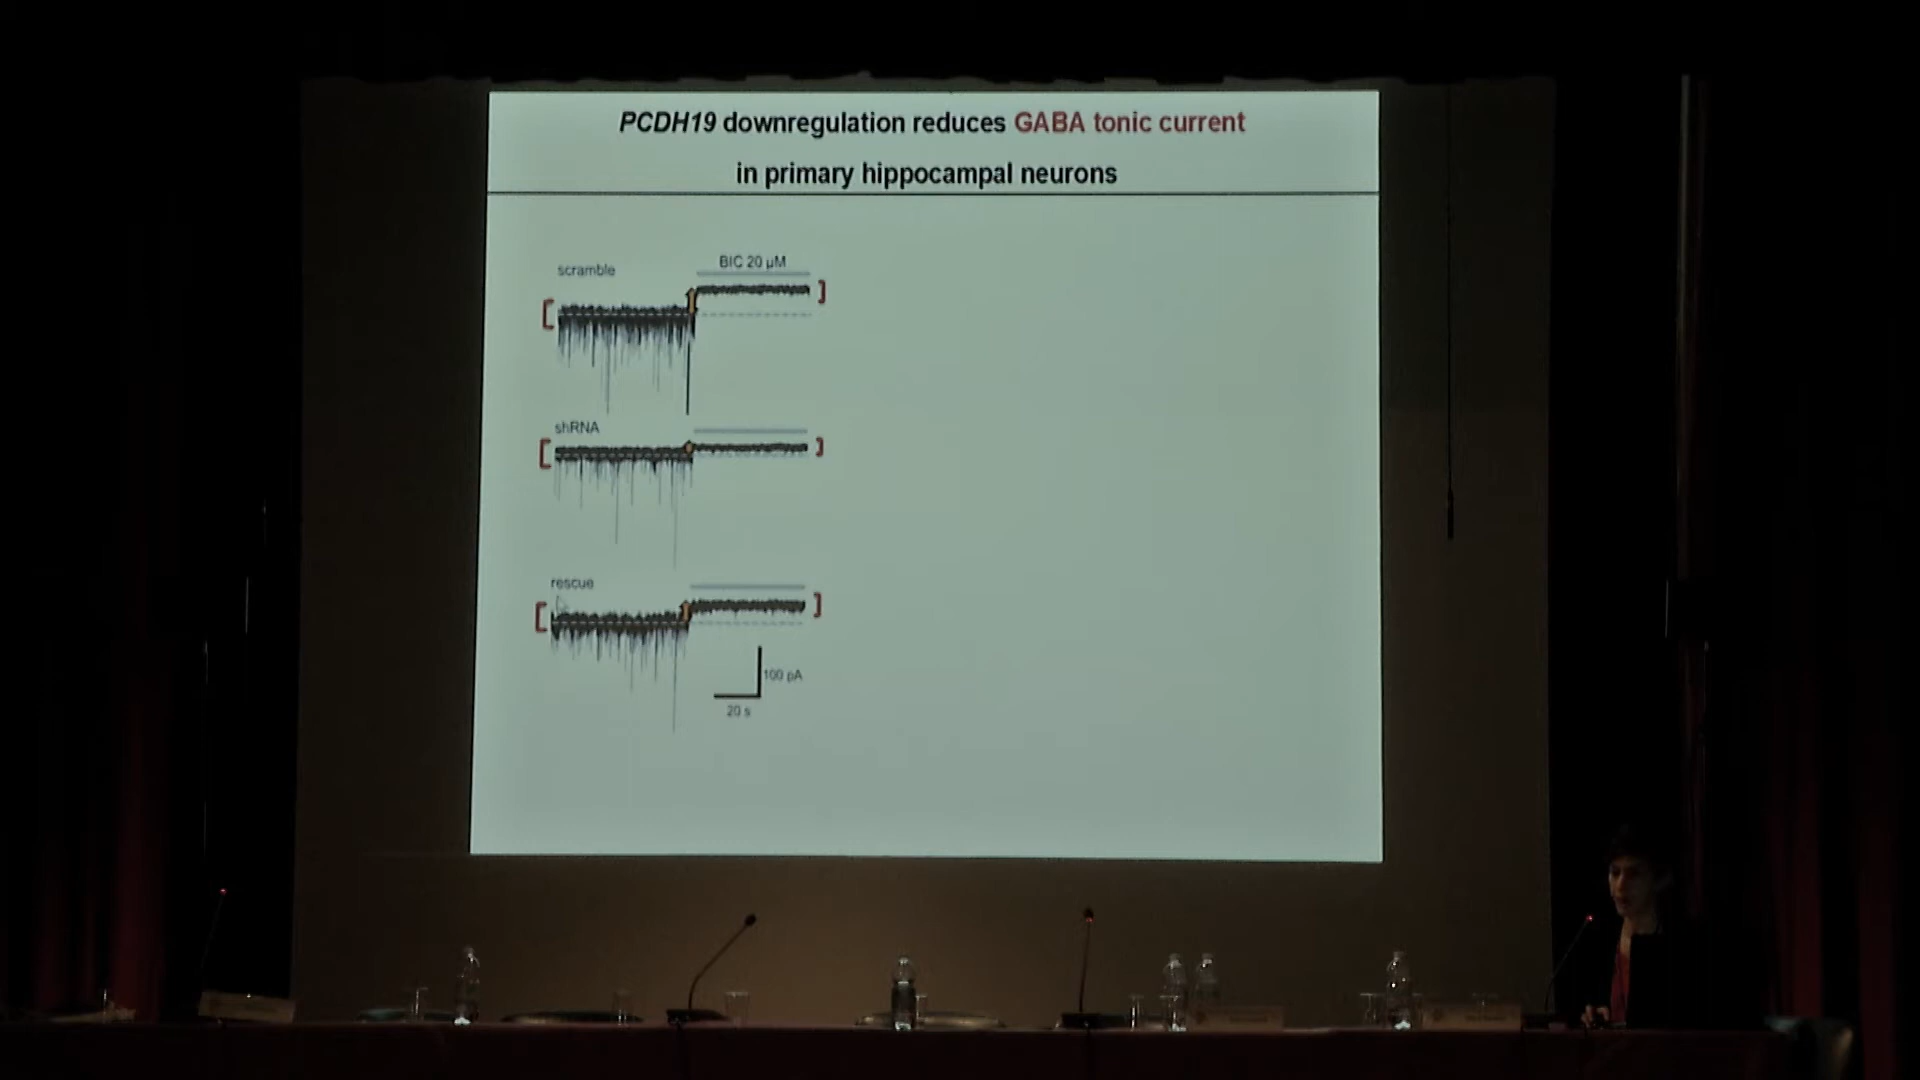 PCDH19 downregulation reduces GABA tonic current
in primary hippocampal neurons
scramble
BIC 20 µM
shRNA
rescue
100 pA
20 s